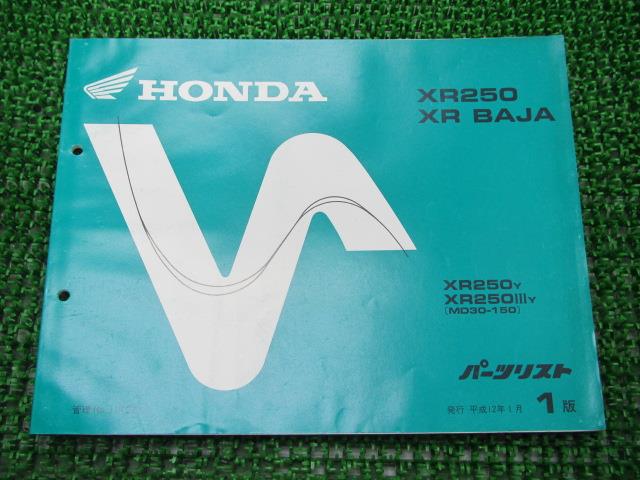 HONDA
XR250
XR BAJA
XR250Y
XR250ⅢY
(MD30-150)
パーツリスト
発行 平成12年1月 1版